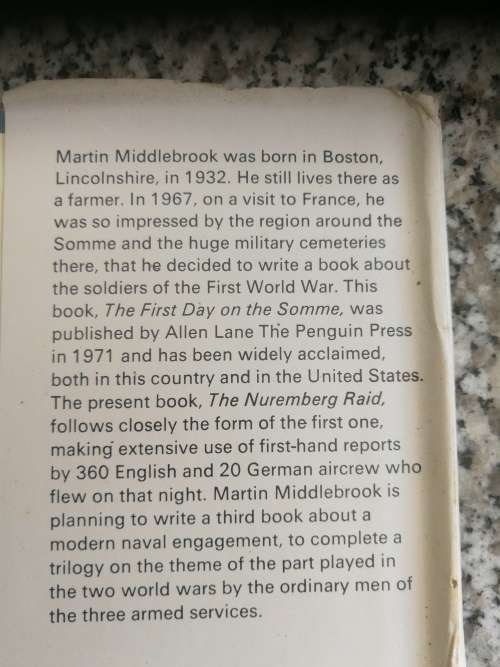 Martin Middlebrook was born in Boston,
Lincolnshire, in 1932. He still lives there as
a farmer. In 1967, on a visit to France, he
was so impressed by the region around the
Somme and the huge military cemeteries
there, that he decided to write a book about
the soldiers of the First World War. This
book, The First Day on the Somme, was
published by Allen Lane The Penguin Press
in 1971 and has been widely acclaimed,
both in this country and in the United States.
The present book, The Nuremberg Raid,
follows closely the form of the first one,
making extensive use of first-hand reports
by 360 English and 20 German aircrew who
flew on that night. Martin Middlebrook is
planning to write a third book about a
modern naval engagement, to complete a
trilogy on the theme of the part played in
the two world wars by the ordinary men of
the three armed services.